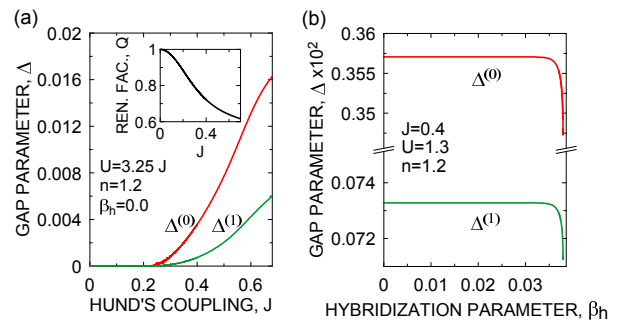 (a)
GAP PARAMETER, Δ
0.02
0.016
0.012
0.008
0.004
0
0
0.2
0.4
0.6
HUND'S COUPLING, J
REN. FAC., Q
1
0.8
0.6
0
0.4
J
U=3.25 J
n=1.2
βh=0.0
Δ(0)
Δ(1)
(b)
GAP PARAMETER, Δ x10²
0.36
0.355
0.35
0.074
0.072
0
0.01
0.02
0.03
HYBRIDIZATION PARAMETER, βh
Δ(0)
J=0.4
U=1.3
n=1.2
Δ(1)